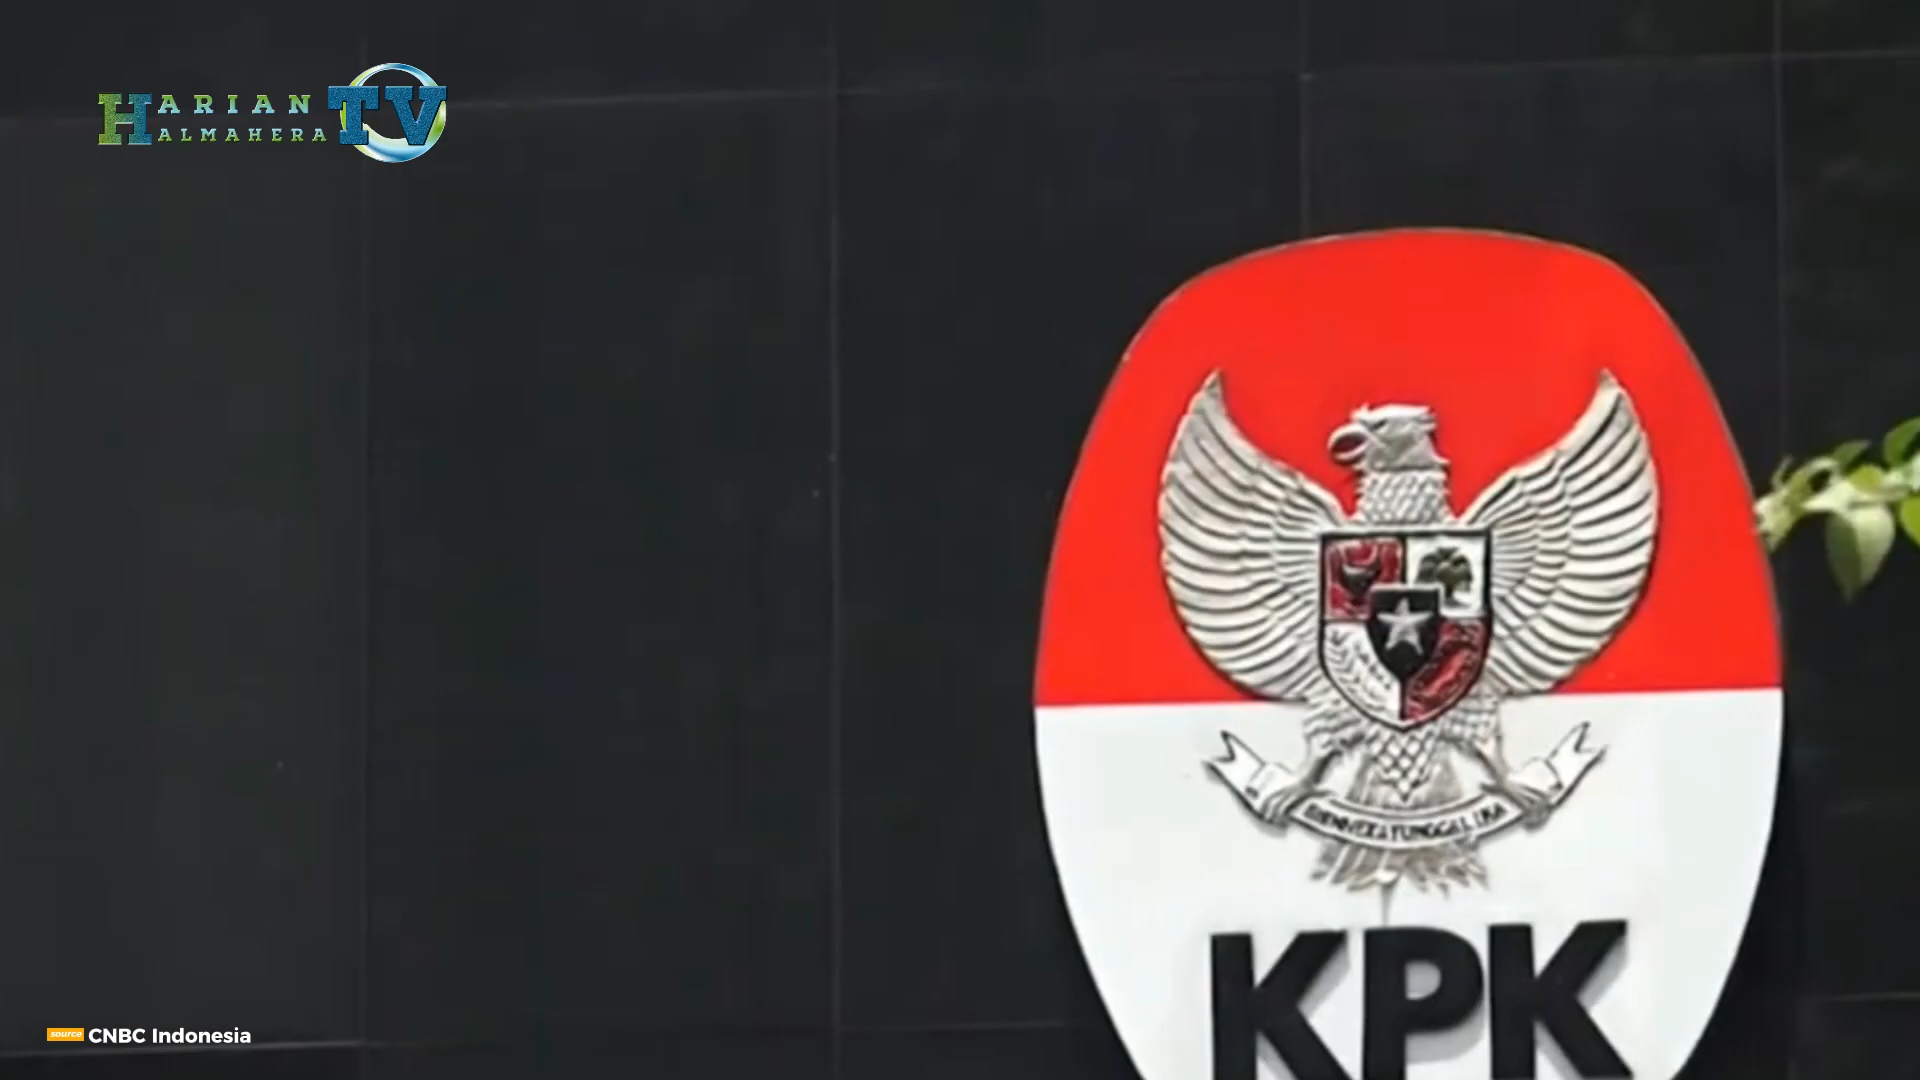 HARIAN
HALMAHERA
TV
BHINNEKA TUNGGAL IKA
KPK
source CNBC Indonesia